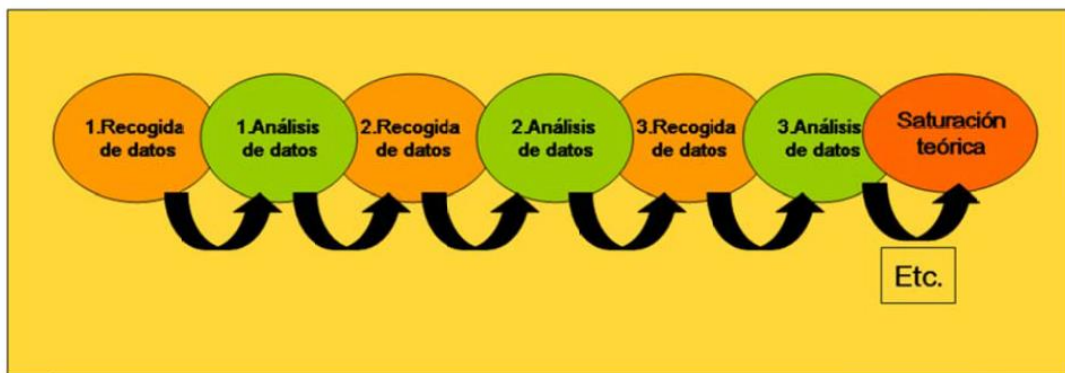 1.Recogida
de datos
1.Análisis
de datos
2.Recogida
de datos
2.Análisis
de datos
3.Recogida
de datos
3.Análisis
de datos
Saturación
teórica
Etc.